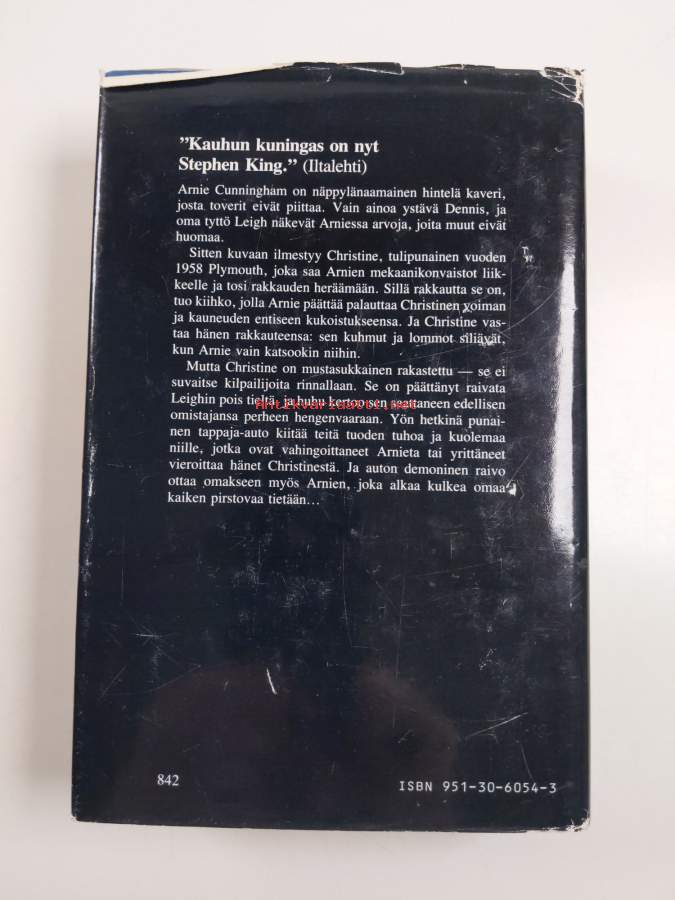 ”Kauhun kuningas on nyt
Stephen King.” (Iltalehti)
Arnie Cunningham on näppylänaamainen hintelä kaveri,
josta toverit eivät piittaa. Vain ainoa ystävä Dennis, ja
oma tyttö Leigh näkevät Arniessa arvoja, joita muut eivät
huomaa.
Sitten kuvaan ilmestyy Christine, tulipunainen vuoden
1958 Plymouth, joka saa Arnien mekaanikonvaistot liik-
keelle ja tosi rakkauden heräämään. Sillä rakkautta se on,
tuo kiihko, jolla Arnie päättää palauttaa Christinen voiman
ja kauneuden entiseen kukoistukseensa. Ja Christine vas-
taa hänen rakkauteensa: sen kuhmut ja lommot siliävät,
kun Arnie vain katsookin niihin.
Mutta Christine on mustasukkainen rakastettu — se ei
suvaitse kilpailijoita rinnallaan. Se on päättänyt raivata
Leighin pois tieltä, ja huhu kertoo sen saattaneen edellisen
Antikvariaatti.net
omistajansa perheen hengenvaaraan. Yön hetkinä punai-
nen tappaja-auto kiitää teitä tuoden tuhoa ja kuolemaa
niille, jotka ovat vahingoittaneet Arnieta tai yrittäneet
vieroittaa hänet Christinestä. Ja auton demoninen raivo
ottaa omakseen myös Arnien, joka alkaa kulkea omaa
kaiken pirstovaa tietään…
842
ISBN 951-30-6054-3